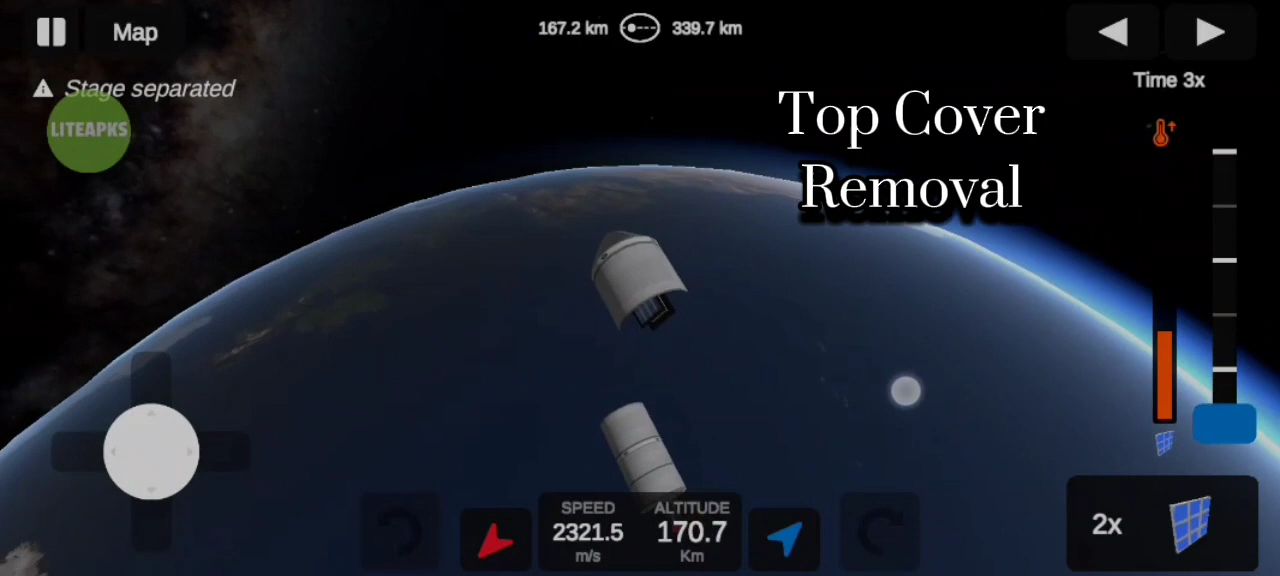 Map
167.2 km
339.7 km
Stage separated
LITEAPKS
Time 3x
Top Cover
Removal
SPEED
2321.5
m/s
ALTITUDE
170.7
Km
2x